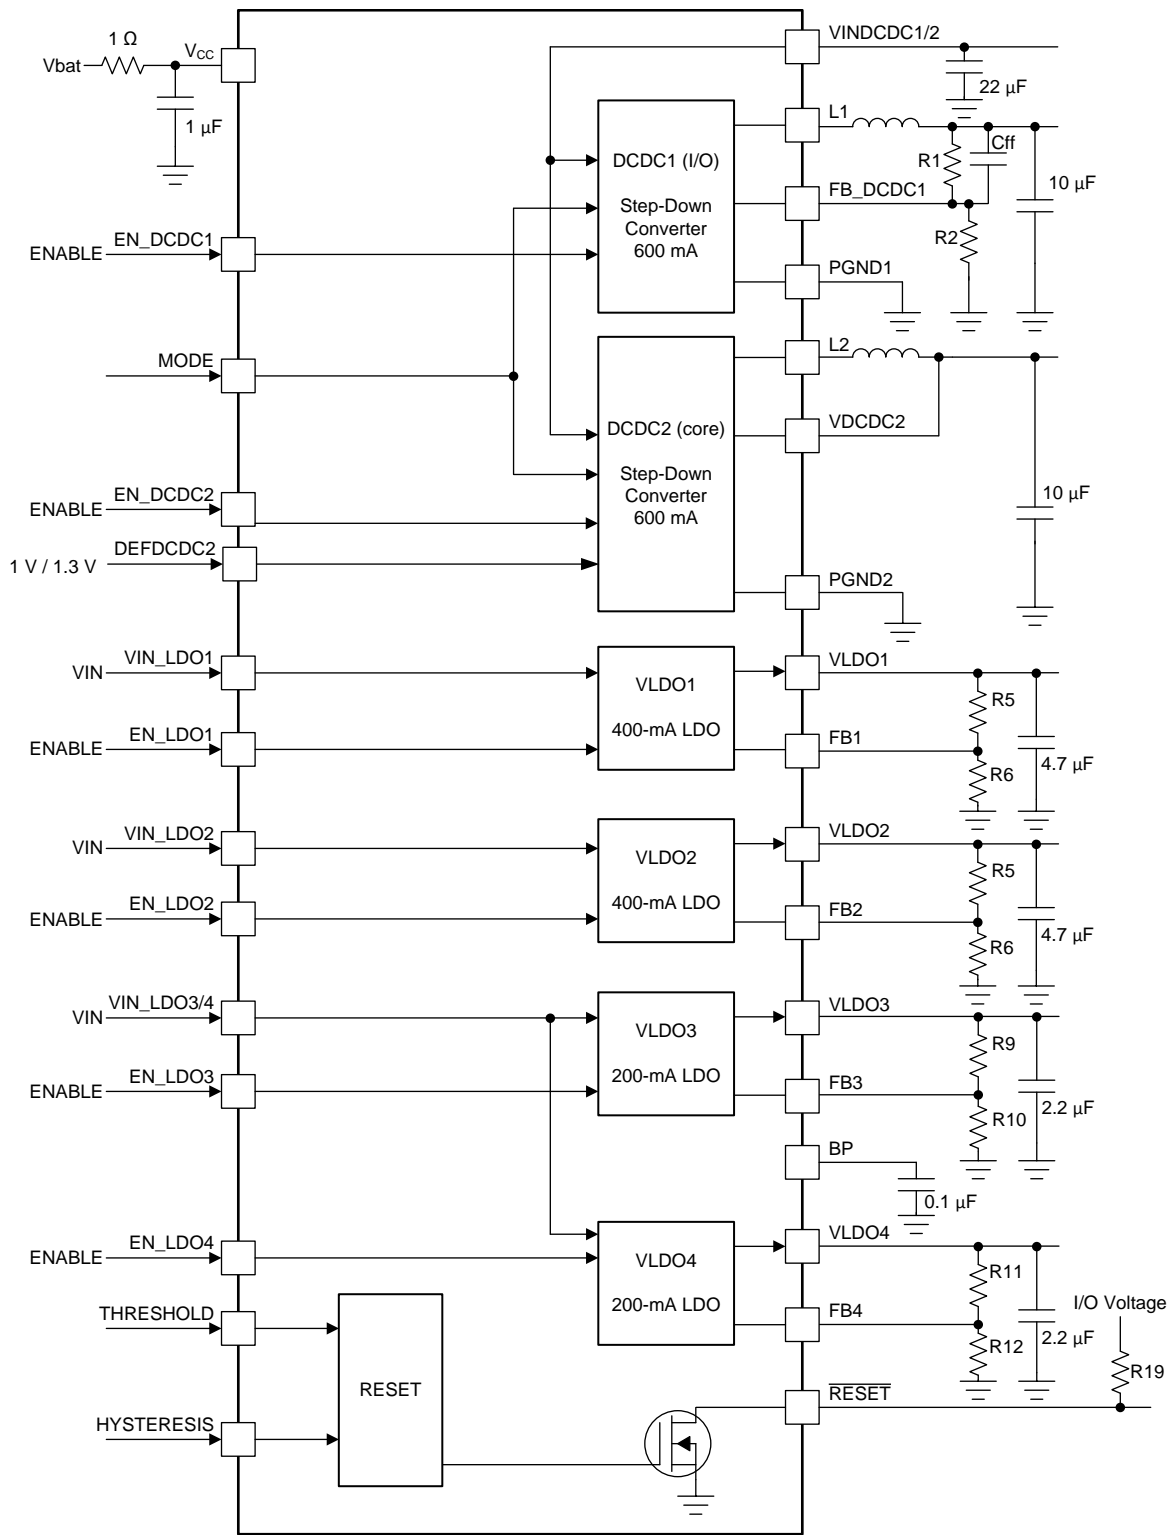 1 Ω
Vbat
VCC
1 µF
VINDCDC1/2
22 µF
L1
DCDC1 (I/O)
Step-Down
Converter
600 mA
R1
Cff
10 µF
FB_DCDC1
R2
ENABLE
EN_DCDC1
PGND1
MODE
L2
DCDC2 (core)
Step-Down
Converter
600 mA
VDCDC2
10 µF
ENABLE
EN_DCDC2
1 V / 1.3 V
DEFDCDC2
PGND2
VIN
VIN_LDO1
VLDO1
400-mA LDO
VLDO1
R5
ENABLE
EN_LDO1
FB1
R6
4.7 µF
VIN
VIN_LDO2
VLDO2
400-mA LDO
VLDO2
R5
ENABLE
EN_LDO2
FB2
R6
4.7 µF
VIN
VIN_LDO3/4
VLDO3
200-mA LDO
VLDO3
R9
ENABLE
EN_LDO3
FB3
R10
2.2 µF
BP
0.1 µF
ENABLE
EN_LDO4
VLDO4
200-mA LDO
VLDO4
R11
THRESHOLD
FB4
R12
2.2 µF
I/O Voltage
R19
RESET
RESET
HYSTERESIS